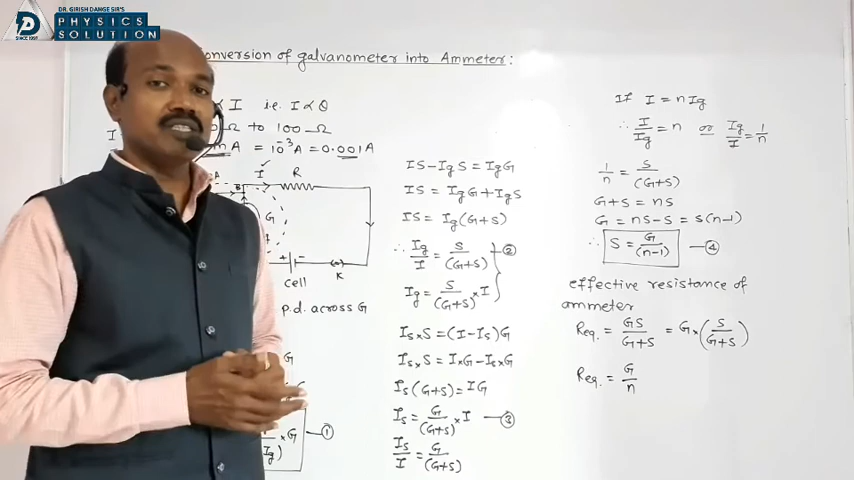 DR. GIRISH DANGE SIR'S
PHYSICS
SOLUTION
SINCE 1997
onversion of galvanometer into Ammeter:
∝ I i.e. I ∝ θ
Ω to 100 Ω
mA = 10⁻³A = 0.001A
R
G
+ −
cell
K
p.d. across G
× G — ①
Ig)
IS − IgS = IgG
IS = IgG + IgS
IS = Ig(G+S)
∴ Ig/I = S/(G+S) — ②
Ig = S/(G+S) × I
Is × S = (I − Is)G
Is × S = I×G − Is×G
Is (G+S) = IG
Is = G/(G+S) × I — ③
Is/I = G/(G+S)
If I = nIg
∴ I/Ig = n or Ig/I = 1/n
1/n = S/(G+S)
G+S = nS
G = nS − S = S(n−1)
∴ S = G/(n−1) — ④
effective resistance of
ammeter
Req. = GS/G+S = G × (S/G+S)
Req. = G/n